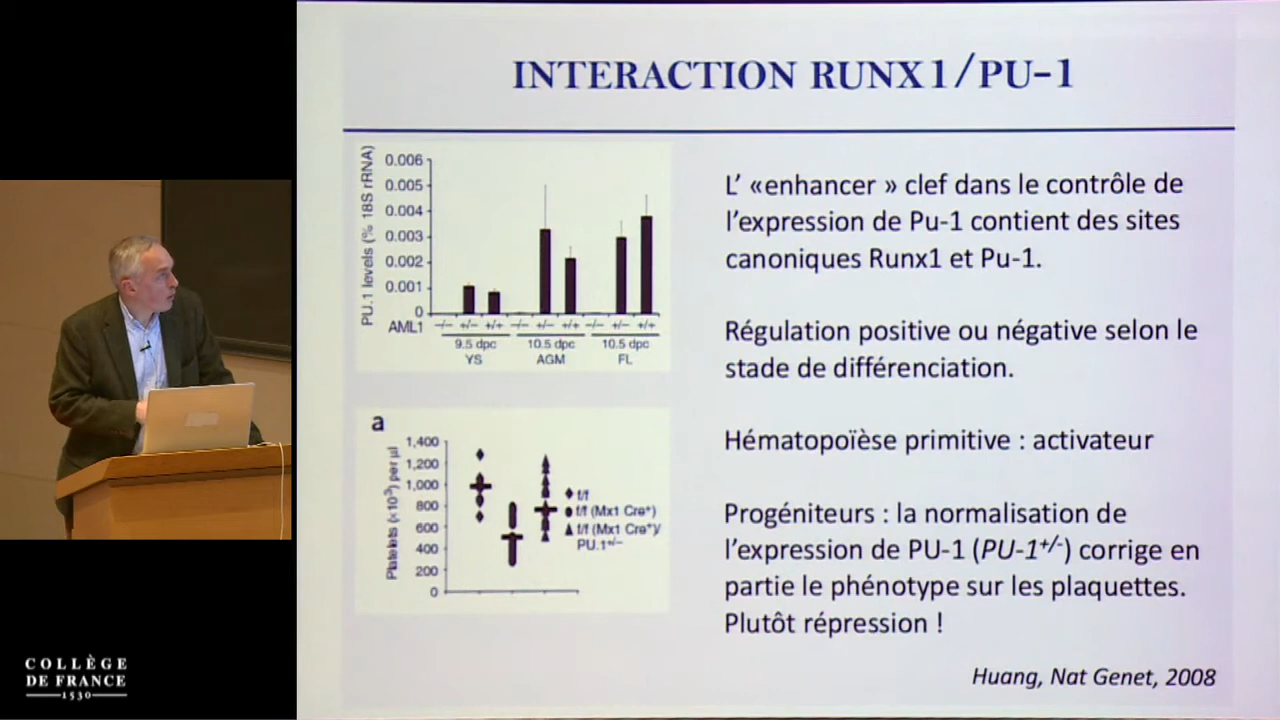 INTERACTION RUNX1/PU-1
PU.1 levels (% 18S rRNA)
0.006
0.005
0.004
0.003
0.002
0.001
0
AML1 –/– +/– +/+ –/– +/– +/+ –/– +/– +/+
9.5 dpc 10.5 dpc 10.5 dpc
YS AGM FL
a
Platelets (×10³) per µl
1,400
1,200
1,000
800
600
400
200
0
f/f
f/f (Mx1 Cre⁺)
f/f (Mx1 Cre⁺)/
PU.1⁺/⁻
L' «enhancer » clef dans le contrôle de
l'expression de Pu-1 contient des sites
canoniques Runx1 et Pu-1.
Régulation positive ou négative selon le
stade de différenciation.
Hématopoïèse primitive : activateur
Progéniteurs : la normalisation de
l'expression de PU-1 (PU-1⁺/⁻) corrige en
partie le phénotype sur les plaquettes.
Plutôt répression !
Huang, Nat Genet, 2008
COLLÈGE
DE FRANCE
1530